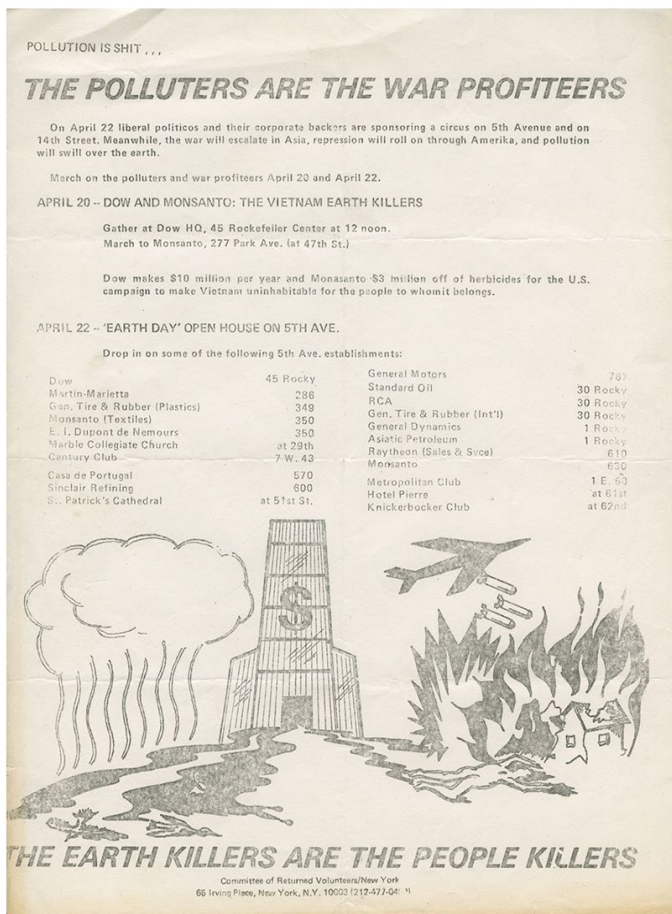 POLLUTION IS SHIT ...
THE POLLUTERS ARE THE WAR PROFITEERS
On April 22 liberal politicos and their corporate backers are sponsoring a circus on 5th Avenue and on
14th Street. Meanwhile, the war will escalate in Asia, repression will roll on through Amerika, and pollution
will swill over the earth.
March on the polluters and war profiteers April 20 and April 22.
APRIL 20 -- DOW AND MONSANTO: THE VIETNAM EARTH KILLERS
Gather at Dow HQ, 45 Rockefeller Center at 12 noon.
March to Monsanto, 277 Park Ave. (at 47th St.)
Dow makes $10 million per year and Monasanto $3 million off of herbicides for the U.S.
campaign to make Vietnam uninhabitable for the people to whomit belongs.
APRIL 22 -- 'EARTH DAY' OPEN HOUSE ON 5TH AVE.
Drop in on some of the following 5th Ave. establishments:
Dow 45 Rocky
Martin-Marietta 286
Gen. Tire & Rubber (Plastics) 349
Monsanto (Textiles) 350
E. I. Dupont de Nemours 350
Marble Collegiate Church at 29th
Century Club 7 W. 43
Casa de Portugal 570
Sinclair Refining 600
St. Patrick's Cathedral at 51st St.
General Motors
Standard Oil 30 Rocky
RCA 30 Rocky
Gen. Tire & Rubber (Int'l) 30 Rocky
General Dynamics 1 Rocky
Asiatic Petroleum 1 Rocky
Raytheon (Sales & Svce) 610
Monsanto 630
Metropolitan Club 1 E. 60
Hotel Pierre at 61st
Knickerbocker Club at 62nd
$
THE EARTH KILLERS ARE THE PEOPLE KILLERS
Committee of Returned Volunteers/New York
66 Irving Place, New York, N.Y. 10003